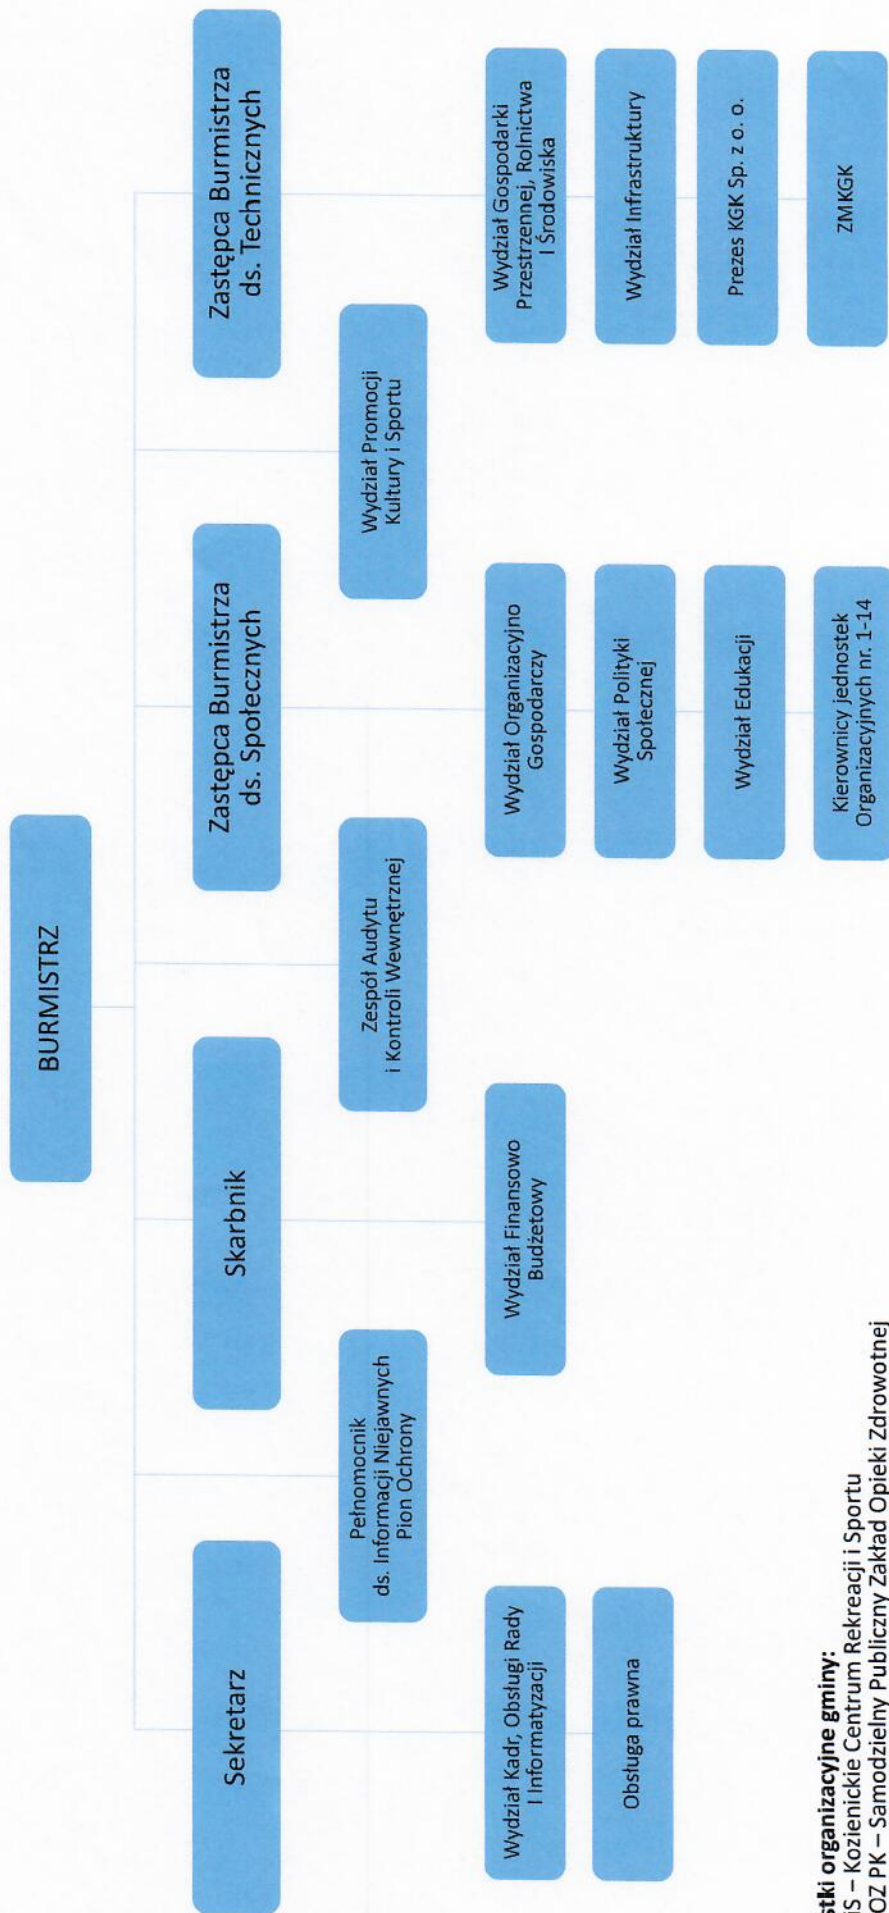 BURMISTRZ
Sekretarz
Skarbnik
Zastępca Burmistrza
ds. Społecznych
Zastępca Burmistrza
ds. Technicznych
Pełnomocnik
ds. Informacji Niejawnych
Pion Ochrony
Zespół Audytu
i Kontroli Wewnętrznej
Wydział Promocji
Kultury i Sportu
Wydział Kadr, Obsługi Rady
I Informatyzacji
Obsługa prawna
Wydział Finansowo
Budżetowy
Wydział Organizacyjno
Gospodarczy
Wydział Polityki
Społecznej
Wydział Edukacji
Kierownicy jednostek
Organizacyjnych nr. 1-14
Wydział Gospodarki
Przestrzennej, Rolnictwa
I Środowiska
Wydział Infrastruktury
Prezes KGK Sp. z o. o.
ZMKGK
stki organizacyjne gminy:
iS – Kozienickie Centrum Rekreacji i Sportu
OZ PK – Samodzielny Publiczny Zakład Opieki Zdrowotnej